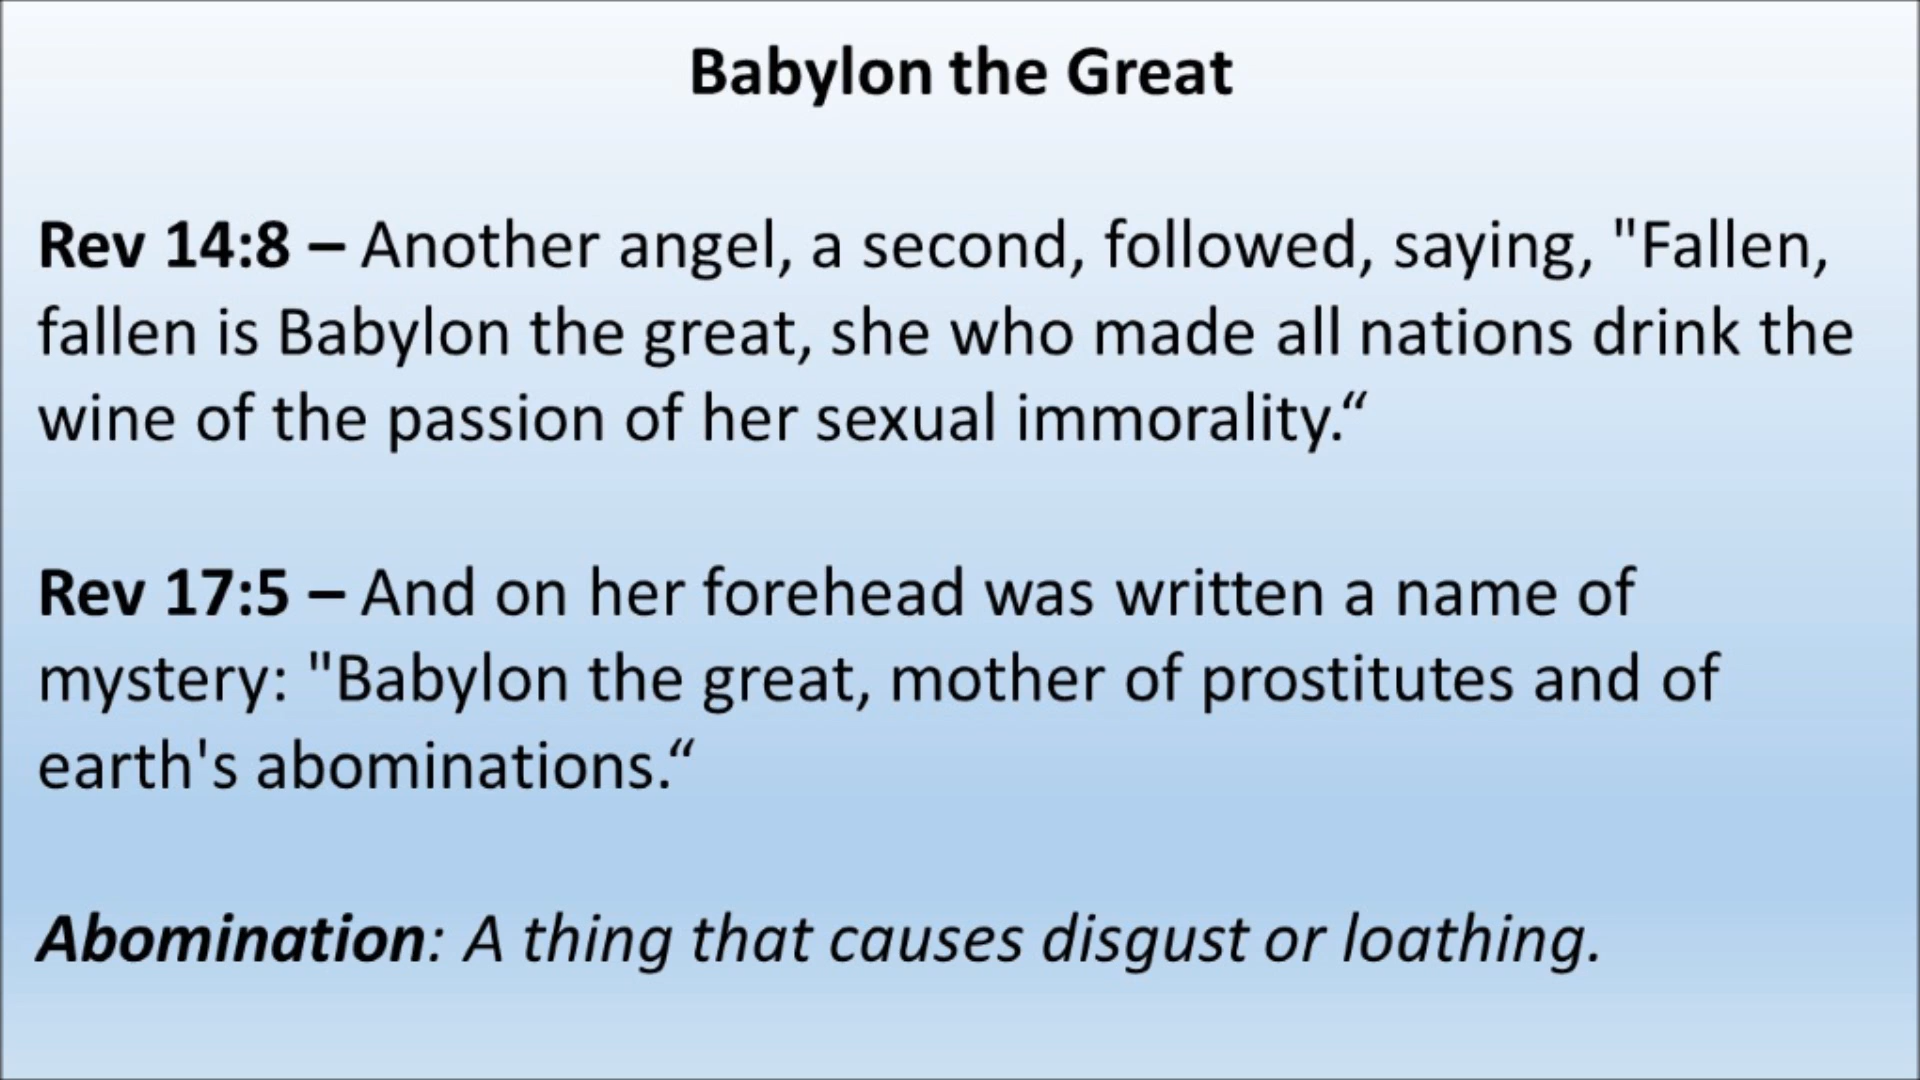 Babylon the Great
Rev 14:8 – Another angel, a second, followed, saying, "Fallen,
fallen is Babylon the great, she who made all nations drink the
wine of the passion of her sexual immorality.“
Rev 17:5 – And on her forehead was written a name of
mystery: "Babylon the great, mother of prostitutes and of
earth's abominations.“
Abomination: A thing that causes disgust or loathing.